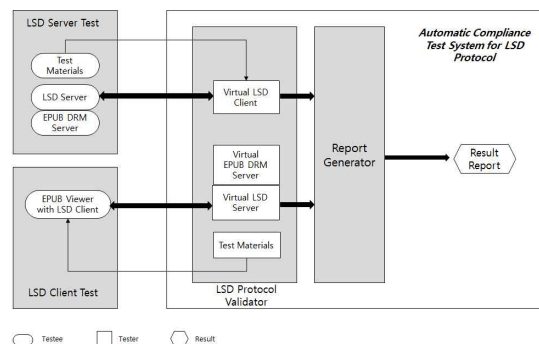 LSD Server Test
Test
Materials
LSD Server
EPUB DRM
Server
EPUB Viewer
with LSD Client
LSD Client Test
Virtual LSD
Client
Virtual
EPUB DRM
Server
Virtual LSD
Server
Test Materials
LSD Protocol
Validator
Report
Generator
Automatic Compliance
Test System for LSD
Protocol
Result
Report
Testee
Tester
Result